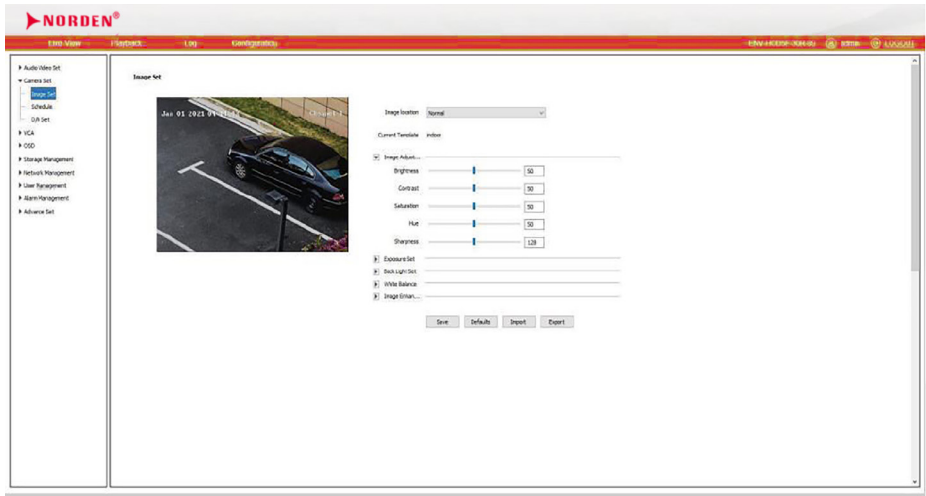 NORDEN®
Live View Playback Log Configuration
Audio Video Set
Camera Set
Image Set
Schedule
D/N Set
VCA
OSD
Storage Management
Network Management
User Management
Alarm Management
Advance Set
Image Set
Jan 01 2021
Channel 1
Image location Normal
Current Template indoor
Image Adjust...
Brightness 50
Contrast 50
Saturation 50
Hue 50
Sharpness 128
Exposure Set
Back Light Set
White Balance
Image Enhan...
Save Defaults Import Export